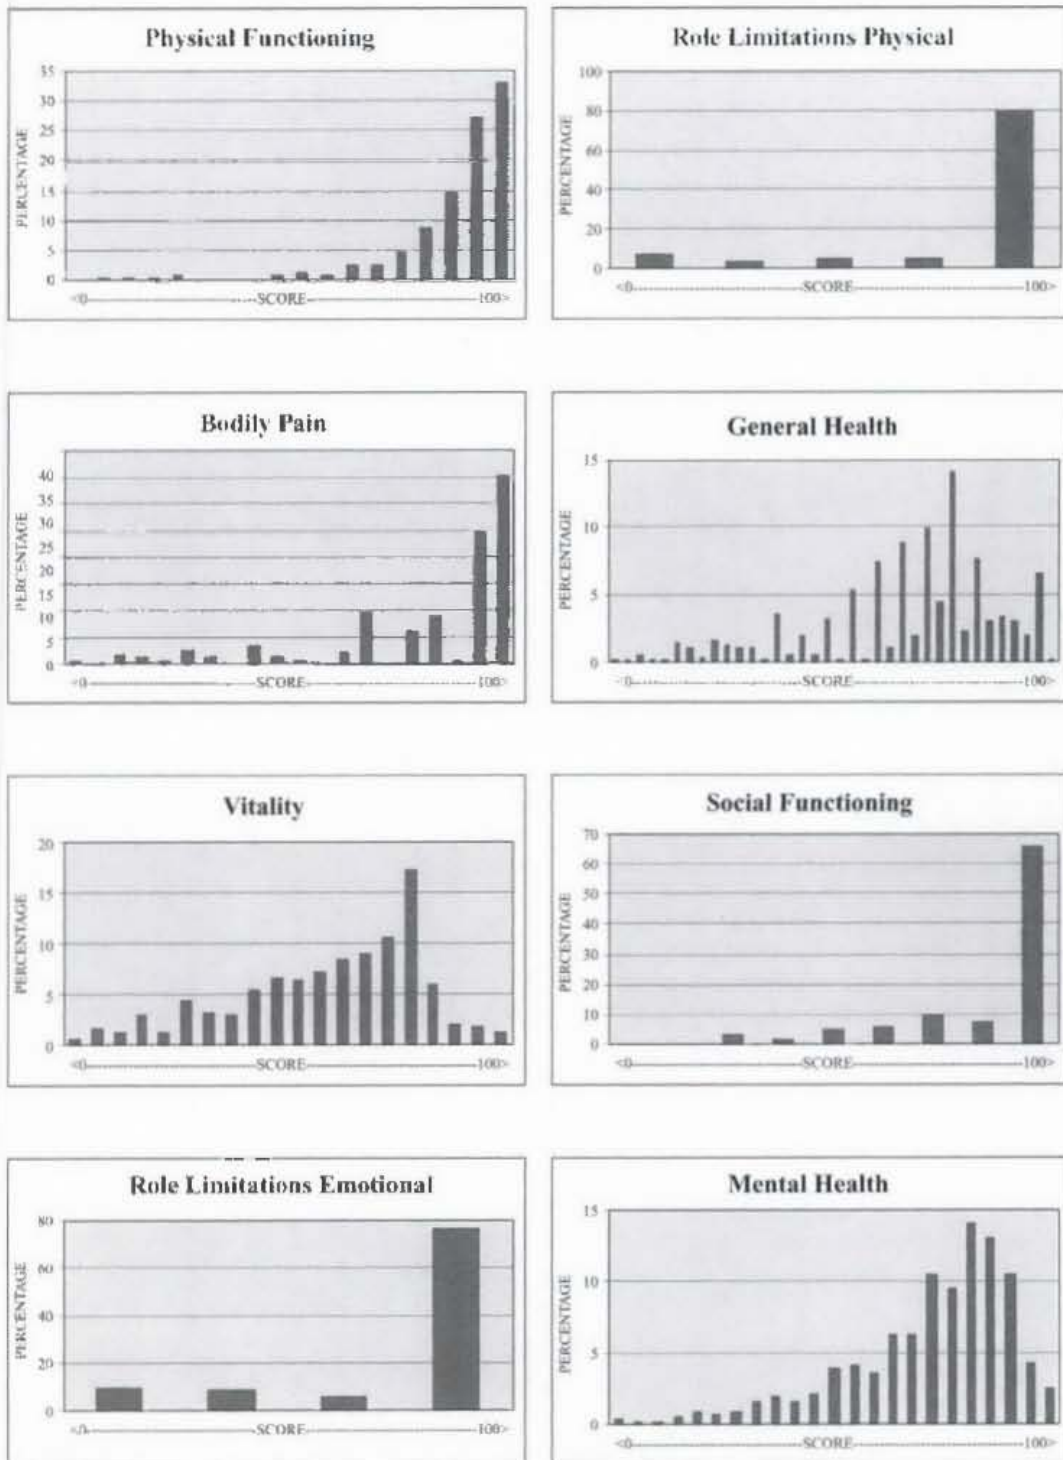 Physical Functioning
PERCENTAGE
35
30
25
20
15
10
5
0
<0 SCORE 100>
Role Limitations Physical
PERCENTAGE
100
80
60
40
20
0
<0 SCORE 100>
Bodily Pain
PERCENTAGE
40
35
30
25
20
15
10
5
0
<0 SCORE 100>
General Health
PERCENTAGE
15
10
5
0
<0 SCORE 100>
Vitality
PERCENTAGE
20
15
10
5
0
<0 SCORE 100>
Social Functioning
PERCENTAGE
70
60
50
40
30
20
10
0
<0 SCORE 100>
Role Limitations Emotional
PERCENTAGE
80
60
40
20
0
<0 SCORE 100>
Mental Health
PERCENTAGE
15
10
5
0
<0 SCORE 100>